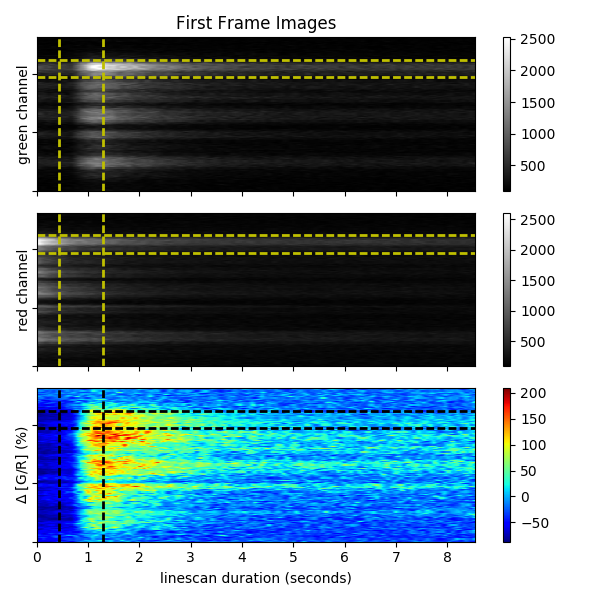 First Frame Images
green channel
2500
2000
1500
1000
500
red channel
2500
2000
1500
1000
500
Δ [G/R] (%)
200
150
100
50
0
−50
0 1 2 3 4 5 6 7 8
linescan duration (seconds)